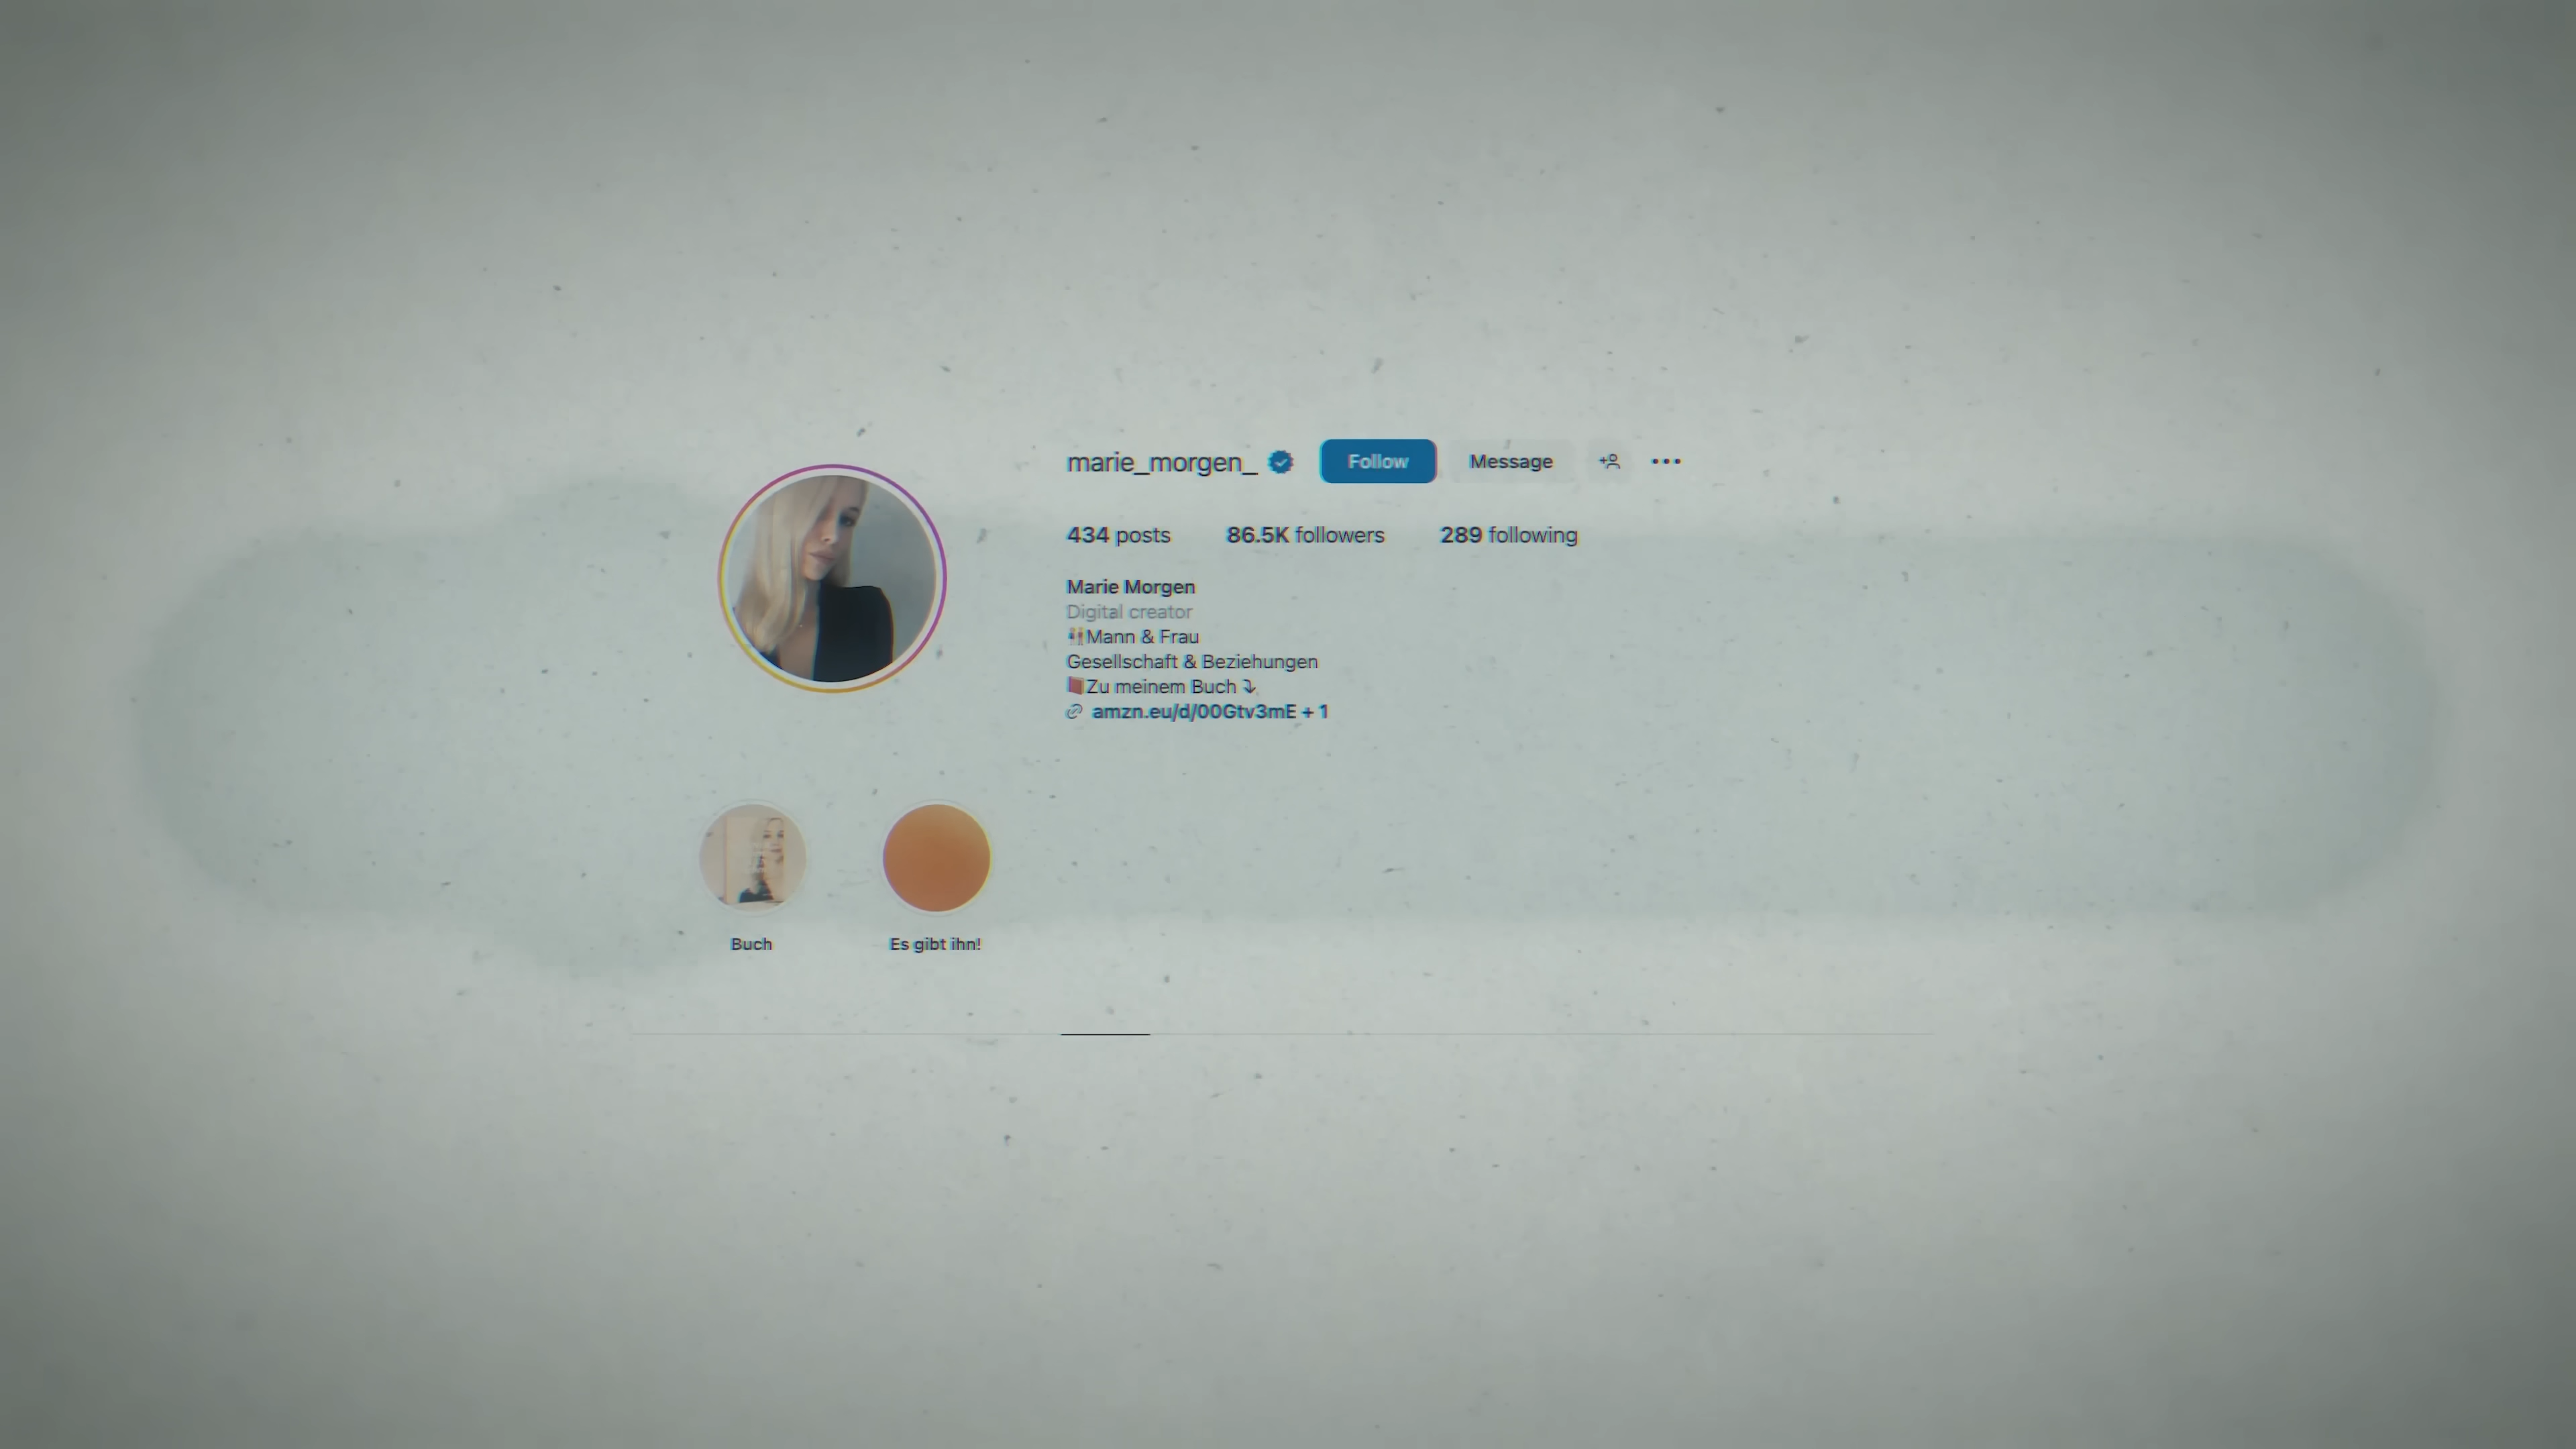 marie_morgen_ Follow Message
434 posts 86.5K followers 289 following
Marie Morgen
Digital creator
👫Mann & Frau
Gesellschaft & Beziehungen
📕Zu meinem Buch ⤵
amzn.eu/d/00Gtv3mE + 1
Buch Es gibt ihn!